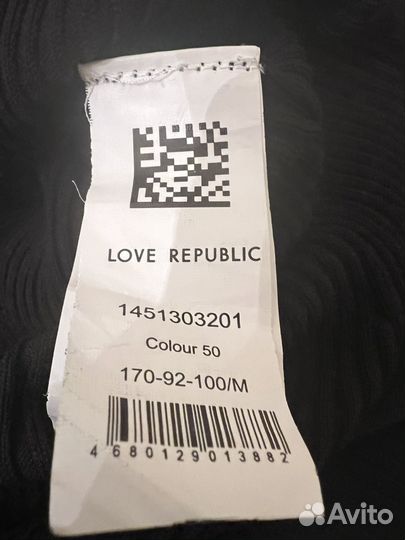 LOVE REPUBLIC
1451303201
Colour 50
170-92-100/M
4680129013882
Avito